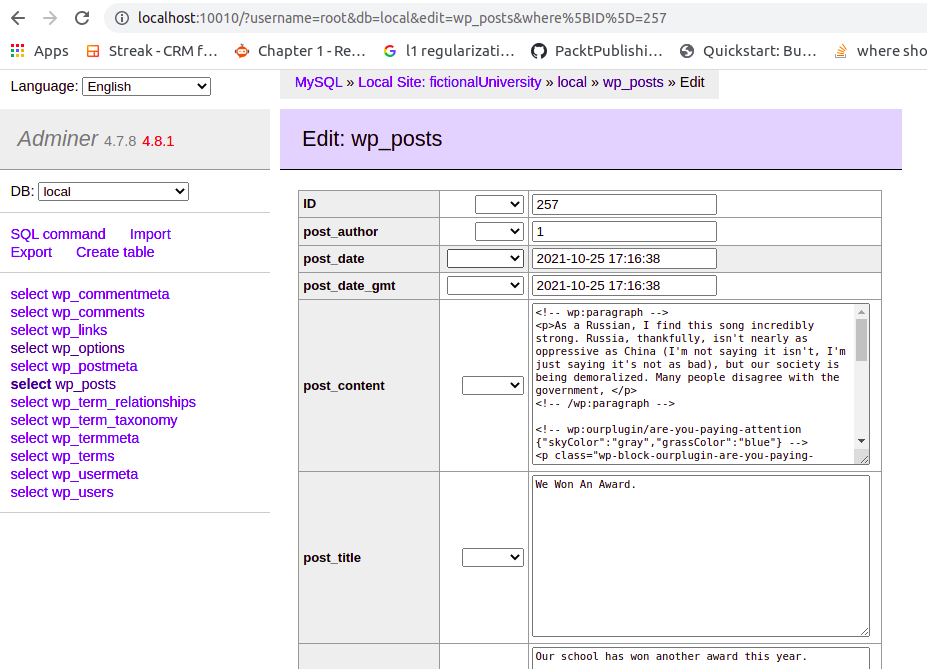 localhost:10010/?username=root&db=local&edit=wp_posts&where%5BID%5D=257
Apps Streak - CRM f… Chapter 1 - Re… l1 regularizati… PacktPublishi… Quickstart: Bu… where sho
Language: English
MySQL » Local Site: fictionalUniversity » local » wp_posts » Edit
Adminer 4.7.8 4.8.1
Edit: wp_posts
DB: local
SQL command Import
Export Create table
select wp_commentmeta
select wp_comments
select wp_links
select wp_options
select wp_postmeta
select wp_posts
select wp_term_relationships
select wp_term_taxonomy
select wp_termmeta
select wp_terms
select wp_usermeta
select wp_users
ID 257
post_author 1
post_date 2021-10-25 17:16:38
post_date_gmt 2021-10-25 17:16:38
post_content
<!-- wp:paragraph -->
<p>As a Russian, I find this song incredibly
strong. Russia, thankfully, isn't nearly as
oppressive as China (I'm not saying it isn't, I'm
just saying it's not as bad), but our society is
being demoralized. Many people disagree with the
government, </p>
<!-- /wp:paragraph -->
<!-- wp:ourplugin/are-you-paying-attention
{"skyColor":"gray","grassColor":"blue"} -->
<p class="wp-block-ourplugin-are-you-paying-
post_title
We Won An Award.
Our school has won another award this year.